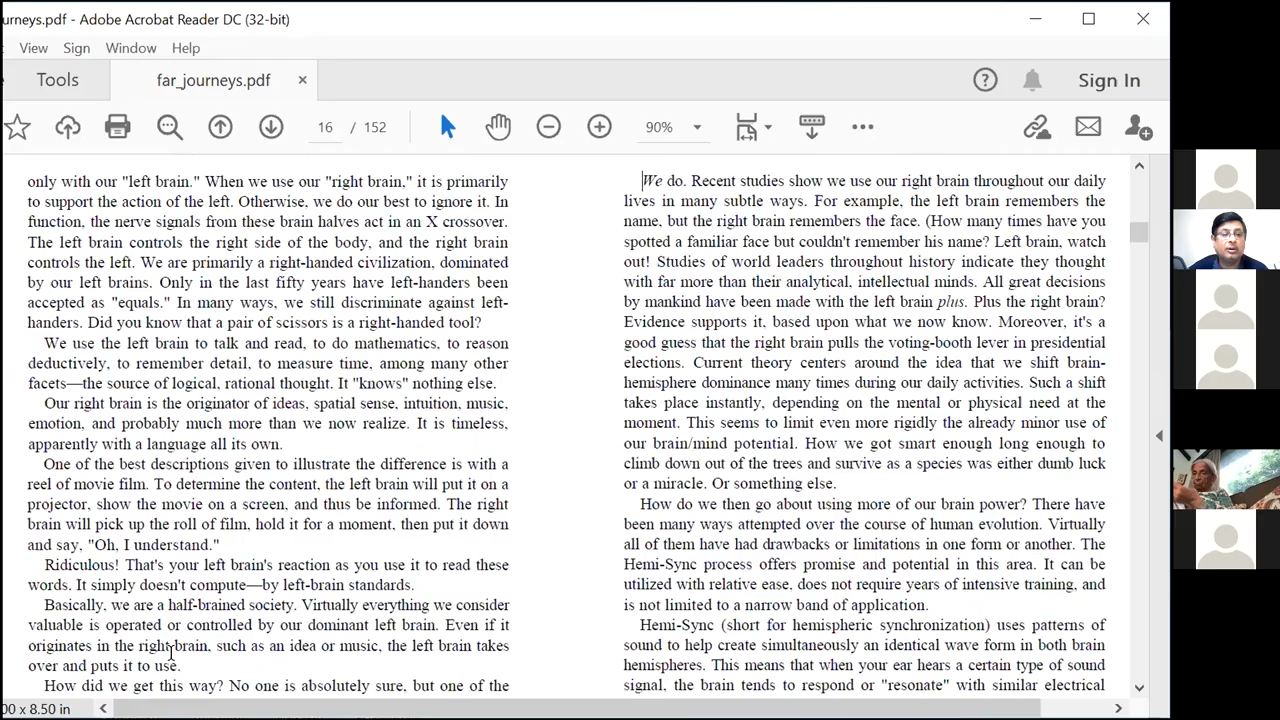 urneys.pdf - Adobe Acrobat Reader DC (32-bit)
View Sign Window Help
Tools far_journeys.pdf Sign In
16 / 152 90%
only with our "left brain." When we use our "right brain," it is primarily
to support the action of the left. Otherwise, we do our best to ignore it. In
function, the nerve signals from these brain halves act in an X crossover.
The left brain controls the right side of the body, and the right brain
controls the left. We are primarily a right-handed civilization, dominated
by our left brains. Only in the last fifty years have left-handers been
accepted as "equals." In many ways, we still discriminate against left-
handers. Did you know that a pair of scissors is a right-handed tool?
We use the left brain to talk and read, to do mathematics, to reason
deductively, to remember detail, to measure time, among many other
facets—the source of logical, rational thought. It "knows" nothing else.
Our right brain is the originator of ideas, spatial sense, intuition, music,
emotion, and probably much more than we now realize. It is timeless,
apparently with a language all its own.
One of the best descriptions given to illustrate the difference is with a
reel of movie film. To determine the content, the left brain will put it on a
projector, show the movie on a screen, and thus be informed. The right
brain will pick up the roll of film, hold it for a moment, then put it down
and say, "Oh, I understand."
Ridiculous! That's your left brain's reaction as you use it to read these
words. It simply doesn't compute—by left-brain standards.
Basically, we are a half-brained society. Virtually everything we consider
valuable is operated or controlled by our dominant left brain. Even if it
originates in the right brain, such as an idea or music, the left brain takes
over and puts it to use.
How did we get this way? No one is absolutely sure, but one of the
We do. Recent studies show we use our right brain throughout our daily
lives in many subtle ways. For example, the left brain remembers the
name, but the right brain remembers the face. (How many times have you
spotted a familiar face but couldn't remember his name? Left brain, watch
out! Studies of world leaders throughout history indicate they thought
with far more than their analytical, intellectual minds. All great decisions
by mankind have been made with the left brain plus. Plus the right brain?
Evidence supports it, based upon what we now know. Moreover, it's a
good guess that the right brain pulls the voting-booth lever in presidential
elections. Current theory centers around the idea that we shift brain-
hemisphere dominance many times during our daily activities. Such a shift
takes place instantly, depending on the mental or physical need at the
moment. This seems to limit even more rigidly the already minor use of
our brain/mind potential. How we got smart enough long enough to
climb down out of the trees and survive as a species was either dumb luck
or a miracle. Or something else.
How do we then go about using more of our brain power? There have
been many ways attempted over the course of human evolution. Virtually
all of them have had drawbacks or limitations in one form or another. The
Hemi-Sync process offers promise and potential in this area. It can be
utilized with relative ease, does not require years of intensive training, and
is not limited to a narrow band of application.
Hemi-Sync (short for hemispheric synchronization) uses patterns of
sound to help create simultaneously an identical wave form in both brain
hemispheres. This means that when your ear hears a certain type of sound
signal, the brain tends to respond or "resonate" with similar electrical
00 x 8.50 in